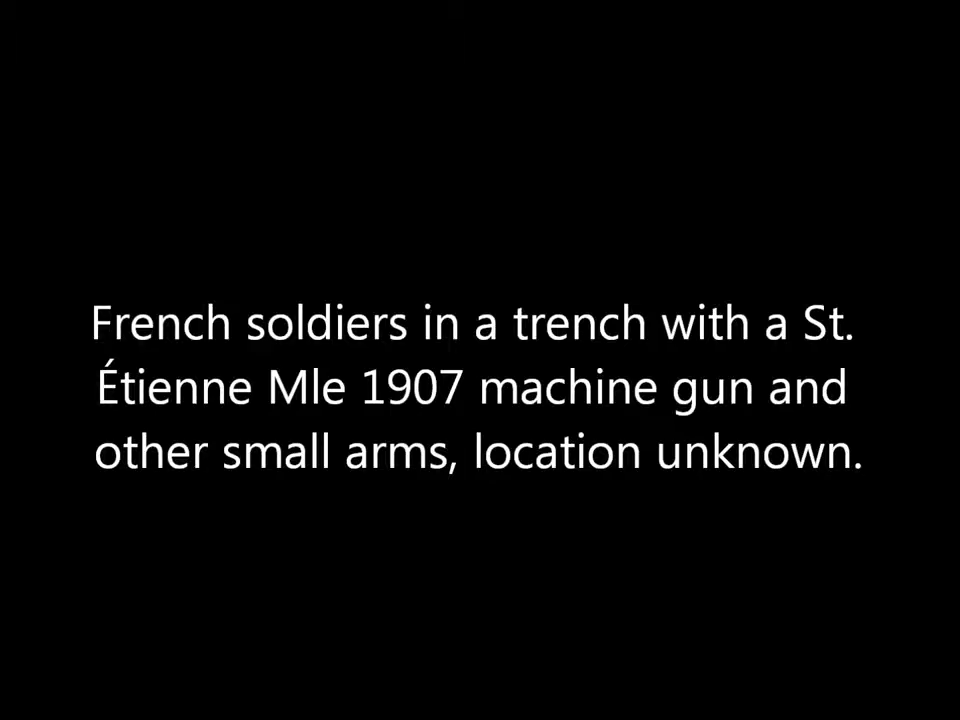 French soldiers in a trench with a St.
Étienne Mle 1907 machine gun and
other small arms, location unknown.